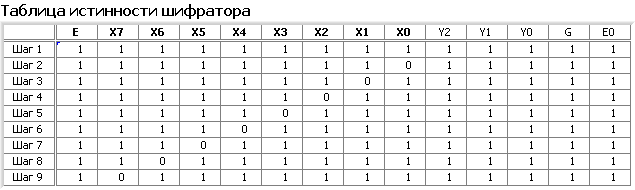 Таблица истинности шифратора
E X7 X6 X5 X4 X3 X2 X1 X0 Y2 Y1 Y0 G E0
Шаг 1 1 1 1 1 1 1 1 1 1 1 1 1 1 1
Шаг 2 1 1 1 1 1 1 1 1 0 1 1 1 1 1
Шаг 3 1 1 1 1 1 1 1 0 1 1 1 1 1 1
Шаг 4 1 1 1 1 1 1 0 1 1 1 1 1 1 1
Шаг 5 1 1 1 1 1 0 1 1 1 1 1 1 1 1
Шаг 6 1 1 1 1 0 1 1 1 1 1 1 1 1 1
Шаг 7 1 1 1 0 1 1 1 1 1 1 1 1 1 1
Шаг 8 1 1 0 1 1 1 1 1 1 1 1 1 1 1
Шаг 9 1 0 1 1 1 1 1 1 1 1 1 1 1 1